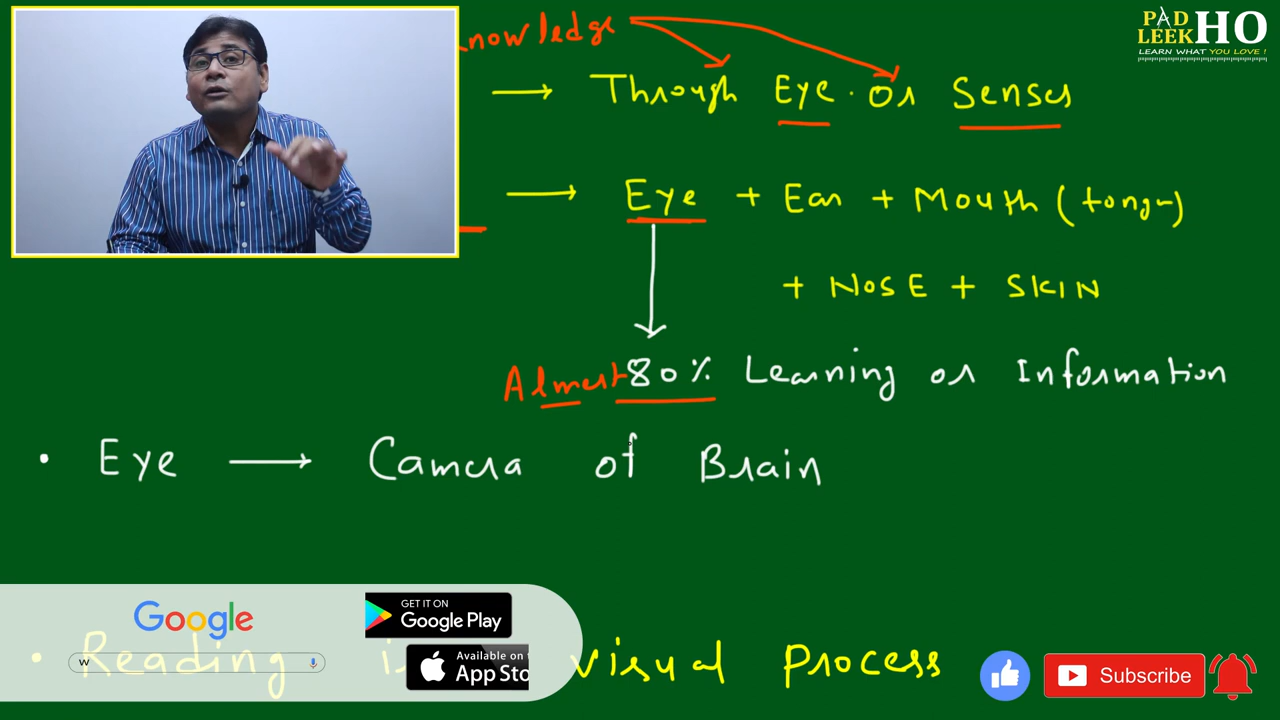 PAD
LEEK HO
LEARN WHAT YOU LOVE !
Knowledge
→ Through Eye. Or Senses
→ Eye + Ear + Mouth (tongu)
+ NOSE + SKIN
Almost 80% Learning or Information
• Eye → Camera of Brain
Google
GET IT ON
Google Play
w
Available on
App Sto
• Reading is visual process
Subscribe